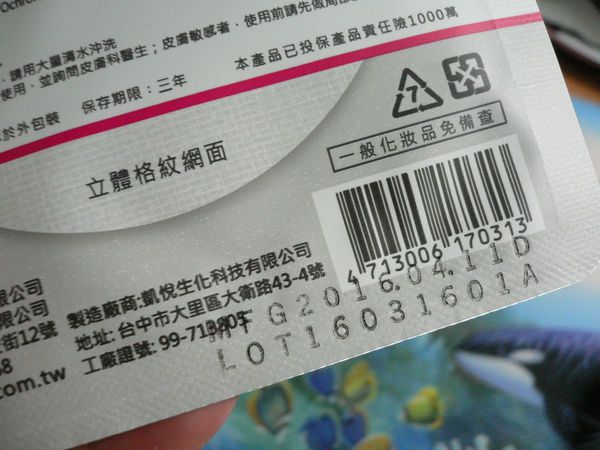 Ochro
，請用大量清水沖洗
使用，並詢問皮膚科醫生；皮膚敏感者，使用前請先做局部
本產品已投保產品責任險1000萬
保存期限：三年
於外包裝
7
一般化妝品免備查
立體格紋網面
4713006170313
公司
限公司
街12號
68
com.tw
製造廠商:凱悅生化科技有限公司
地址:台中市大里區大衛路43-4號
工廠證號:99-713805
MFG2016.04.11D
LOT16031601A